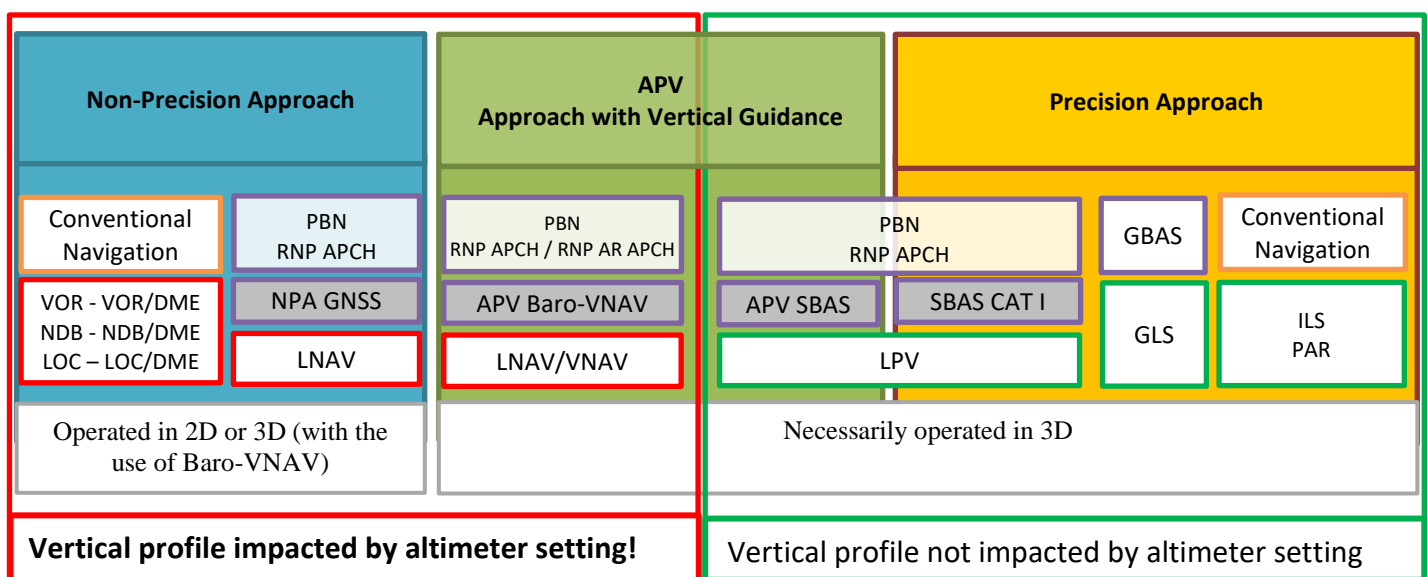 Non-Precision Approach
APV
Approach with Vertical Guidance
Precision Approach
Conventional
Navigation
PBN
RNP APCH
PBN
RNP APCH / RNP AR APCH
PBN
RNP APCH
GBAS
Conventional
Navigation
VOR - VOR/DME
NDB - NDB/DME
LOC – LOC/DME
NPA GNSS
LNAV
APV Baro-VNAV
LNAV/VNAV
APV SBAS
SBAS CAT I
LPV
GLS
ILS
PAR
Operated in 2D or 3D (with the
use of Baro-VNAV)
Necessarily operated in 3D
Vertical profile impacted by altimeter setting!
Vertical profile not impacted by altimeter setting